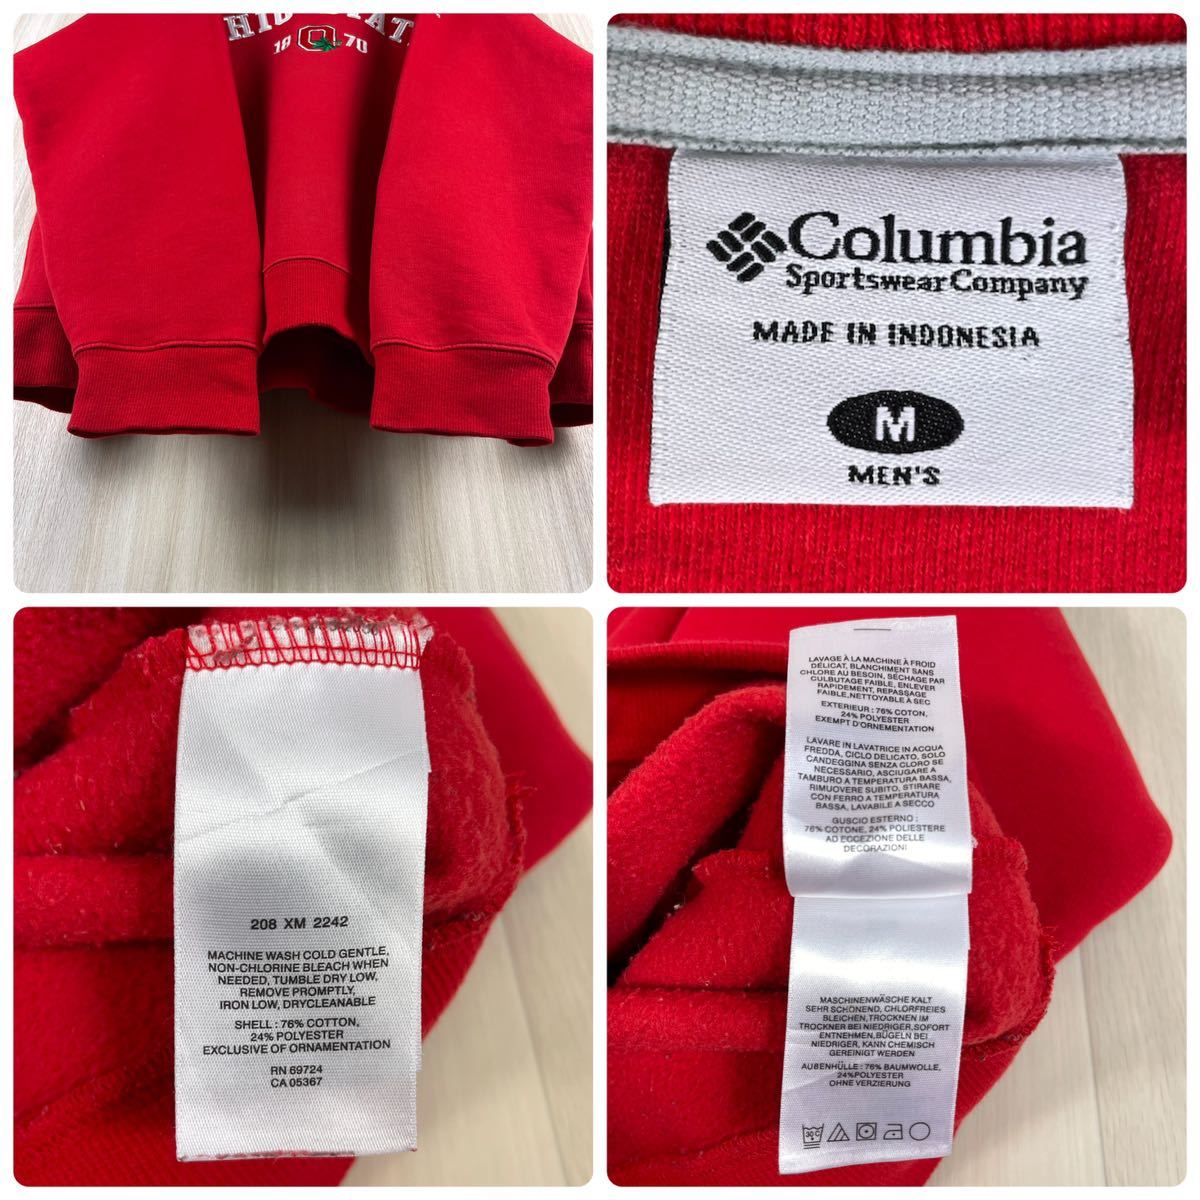 HIO STAT
18 70
Columbia
Sportswear Company
MADE IN INDONESIA
M
MEN'S
208 XM 2242
MACHINE WASH COLD GENTLE,
NON-CHLORINE BLEACH WHEN
NEEDED, TUMBLE DRY LOW,
REMOVE PROMPTLY,
IRON LOW, DRYCLEANABLE
SHELL : 76% COTTON,
24% POLYESTER
EXCLUSIVE OF ORNAMENTATION
RN 69724
CA 05367
LAVAGE À LA MACHINE À FROID
DÉLICAT, BLANCHIMENT SANS
CHLORE AU BESOIN, SÉCHAGE PAR
CULBUTAGE FAIBLE, ENLEVER
RAPIDEMENT, REPASSAGE
FAIBLE,NETTOYABLE À SEC
EXTERIEUR : 76% COTON,
24% POLYESTER
EXEMPT D'ORNEMENTATION
LAVARE IN LAVATRICE IN ACQUA
FREDDA, CICLO DELICATO, SOLO
CANDEGGINA SENZA CLORO SE
NECESSARIO, ASCIUGARE A
TAMBURO A TEMPERATURA BASSA,
RIMUOVERE SUBITO, STIRARE
CON FERRO A TEMPERATURA
BASSA, LAVABILE A SECCO
GUSCIO ESTERNO :
76% COTONE, 24% POLIESTERE
AD ECCEZIONE DELLE
DECORAZIONI
MASCHINENWÄSCHE KALT
SEHR SCHONEND, CHLORFREIES
BLEICHEN,TROCKNEN IM
TROCKNER BEI NIEDRIGER,SOFORT
ENTNEHMEN,BÜGELN BEI
NIEDRIGER, KANN CHEMISCH
GEREINIGT WERDEN
AUßENHÜLLE : 76% BAUMWOLLE,
24%POLYESTER
OHNE VERZIERUNG
30 C